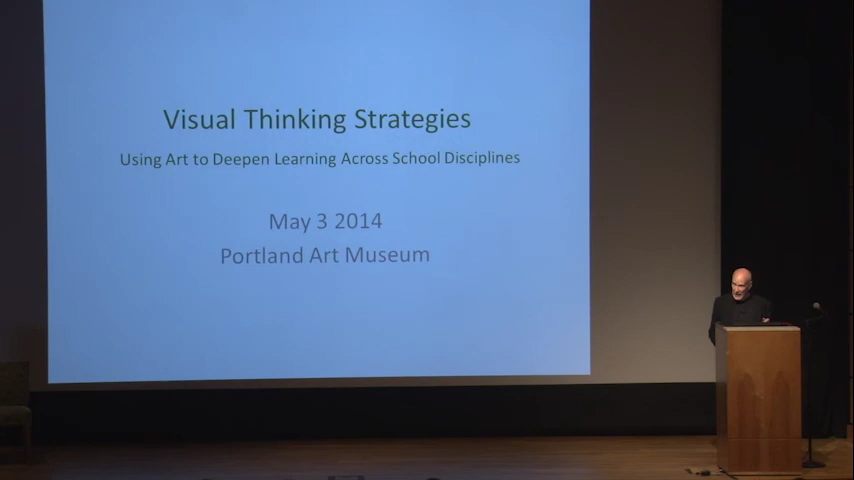 Visual Thinking Strategies
Using Art to Deepen Learning Across School Disciplines
May 3 2014
Portland Art Museum